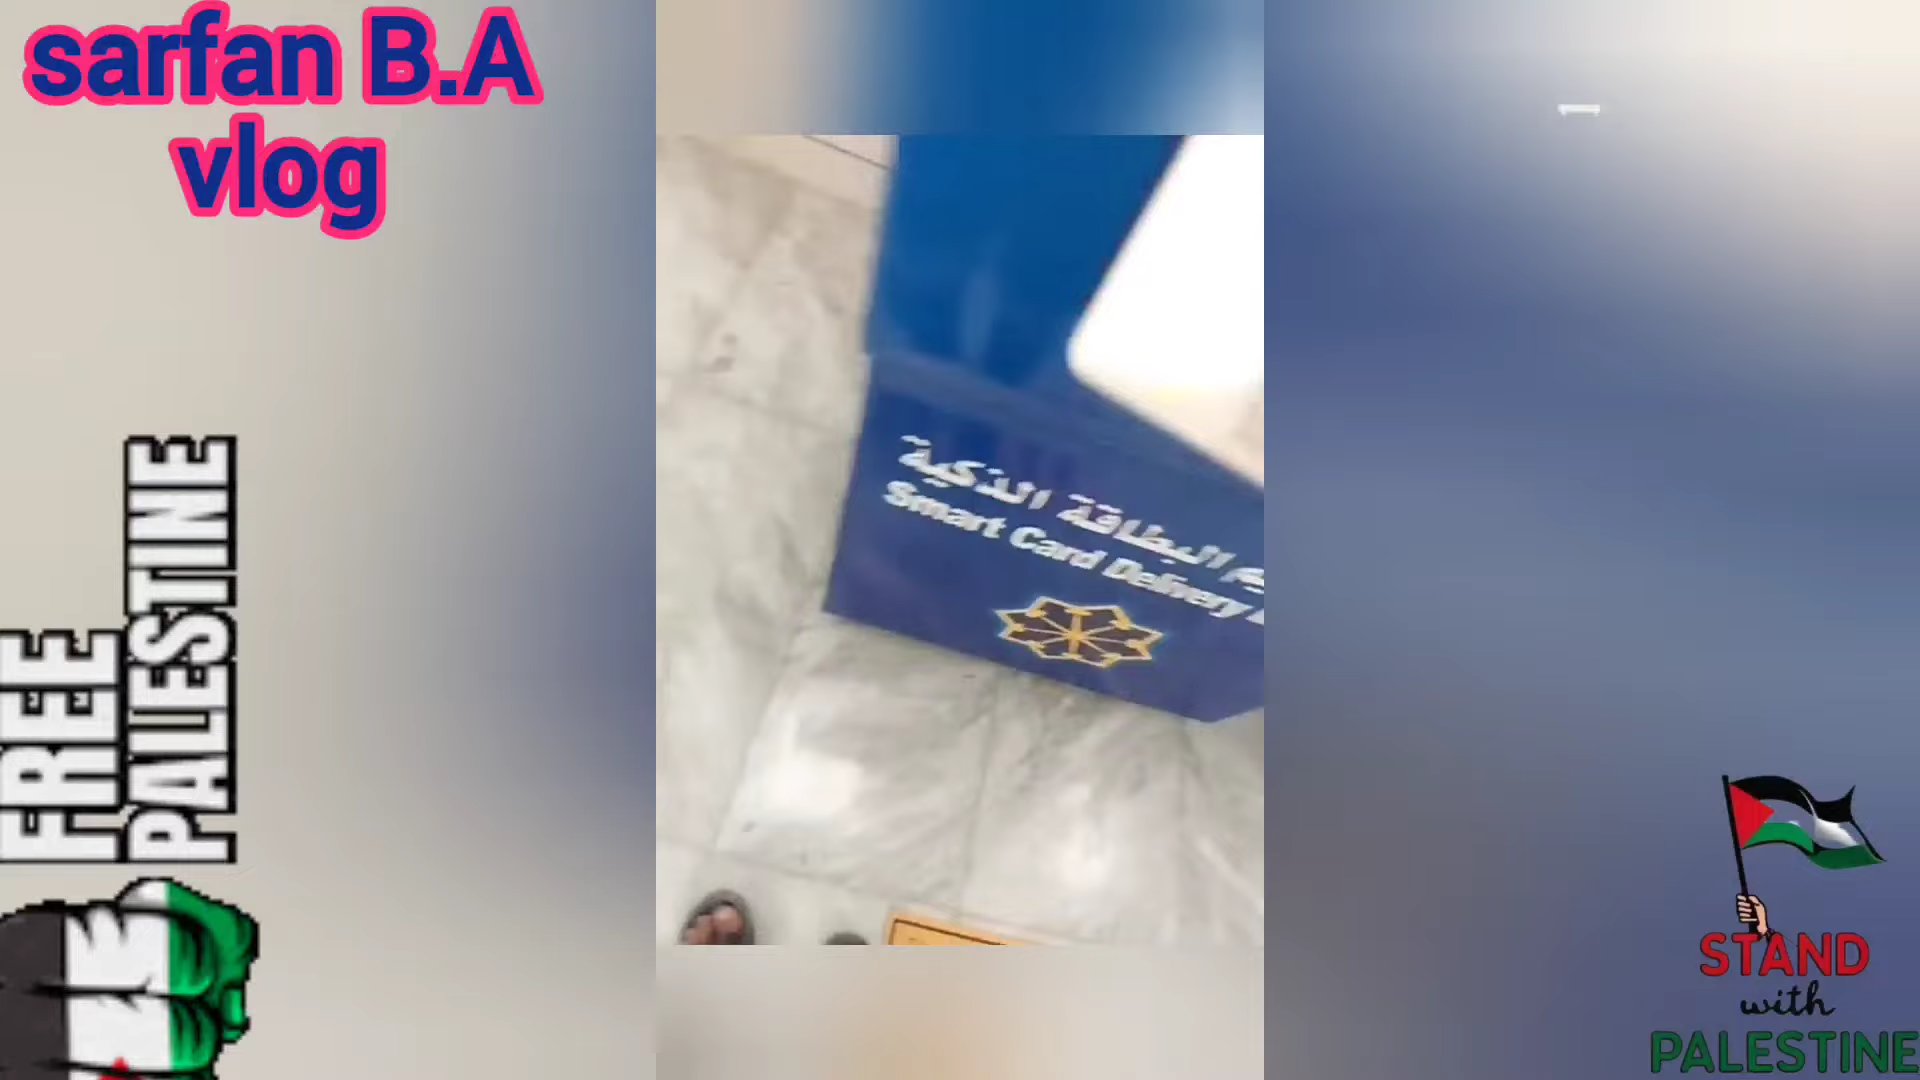 sarfan B.A
vlog
FREE
PALESTINE
البطاقة الذكية
Smart Card Delivery
STAND
with
PALESTINE